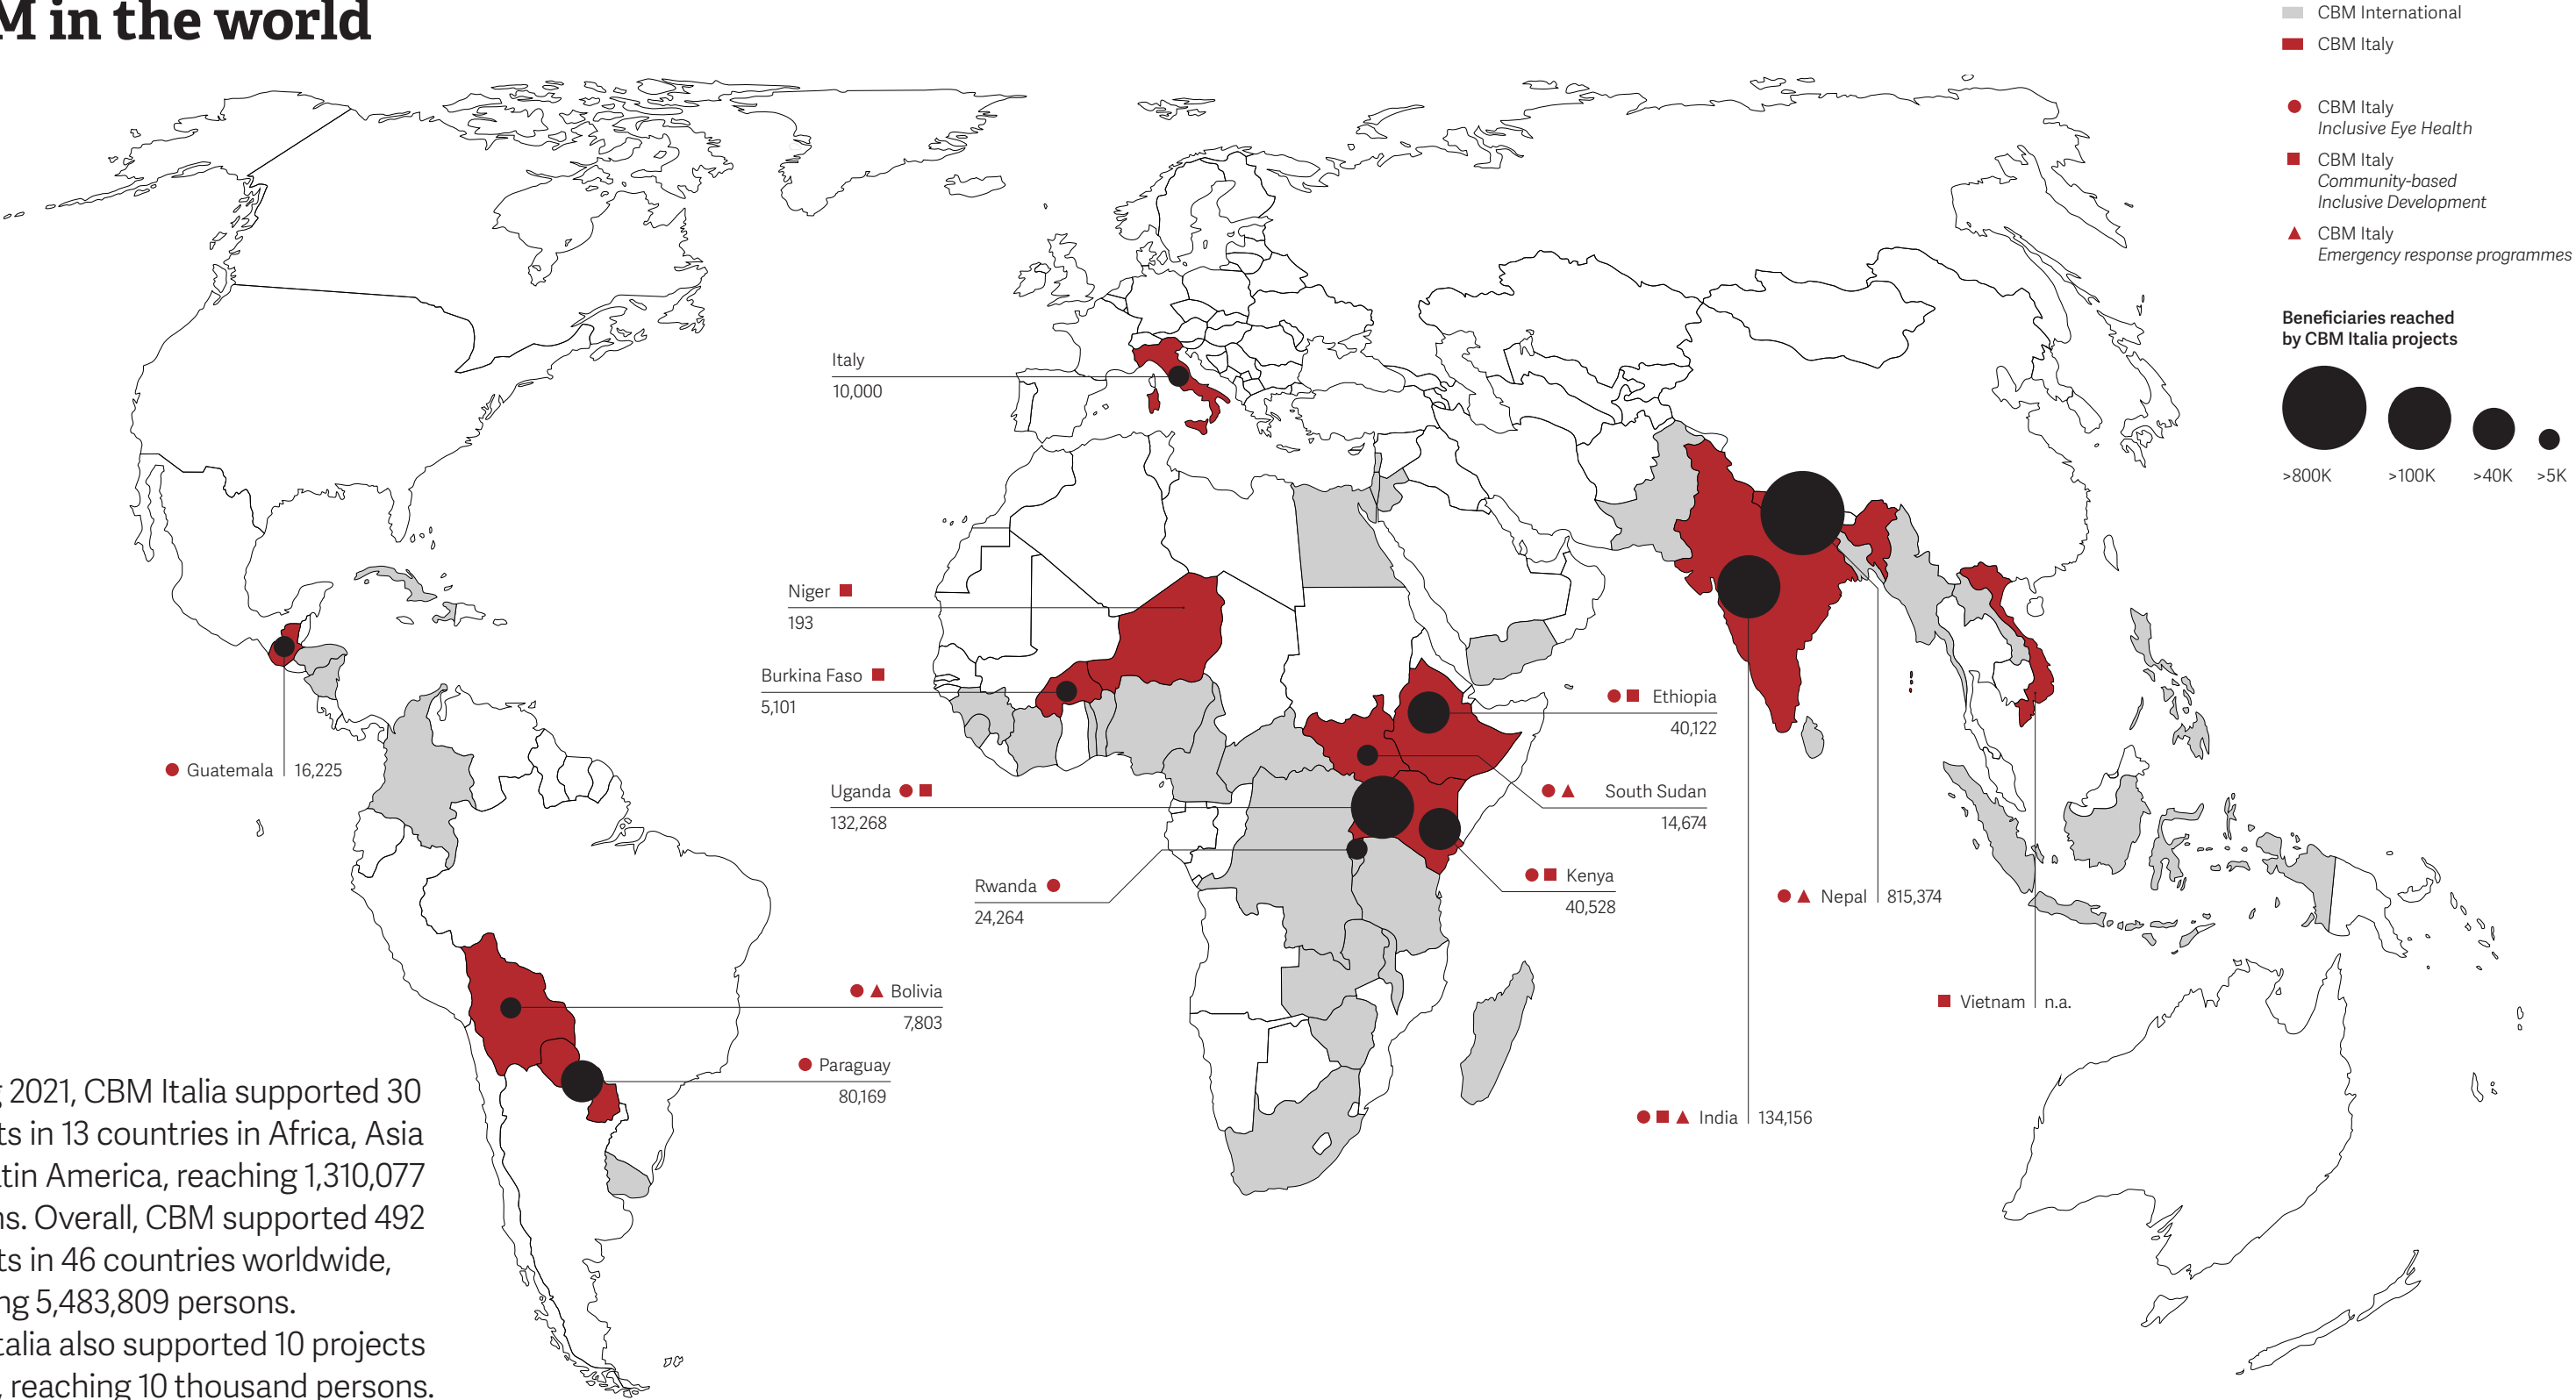 M in the world
CBM International
CBM Italy
CBM Italy
Inclusive Eye Health
CBM Italy
Community-based
Inclusive Development
CBM Italy
Emergency response programmes
Beneficiaries reached
by CBM Italia projects
>800K >100K >40K >5K
Italy
10,000
Niger
193
Burkina Faso
5,101
Guatemala 16,225
Uganda
132,268
Rwanda
24,264
Ethiopia
40,122
South Sudan
14,674
Kenya
40,528
Nepal 815,374
Vietnam n.a.
India 134,156
Bolivia
7,803
Paraguay
80,169
g 2021, CBM Italia supported 30
ts in 13 countries in Africa, Asia
tin America, reaching 1,310,077
ns. Overall, CBM supported 492
ts in 46 countries worldwide,
ng 5,483,809 persons.
talia also supported 10 projects
, reaching 10 thousand persons.